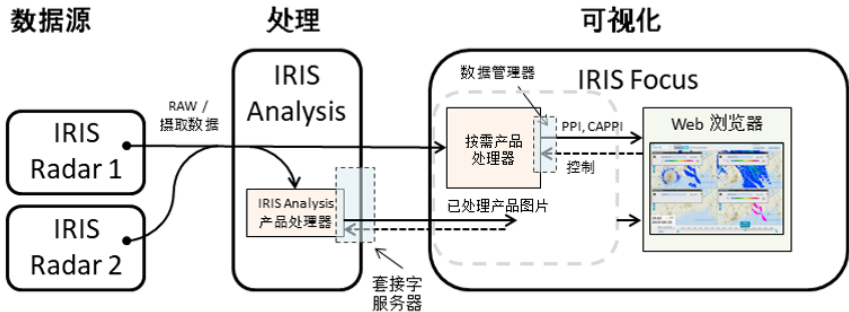 数据源
处理
可视化
IRIS
Radar 1
IRIS
Radar 2
RAW /
摄取数据
IRIS
Analysis
IRIS Analysis
产品处理器
套接字
服务器
IRIS Focus
数据管理器
按需产品
处理器
PPI, CAPPI
控制
已处理产品图片
Web 浏览器